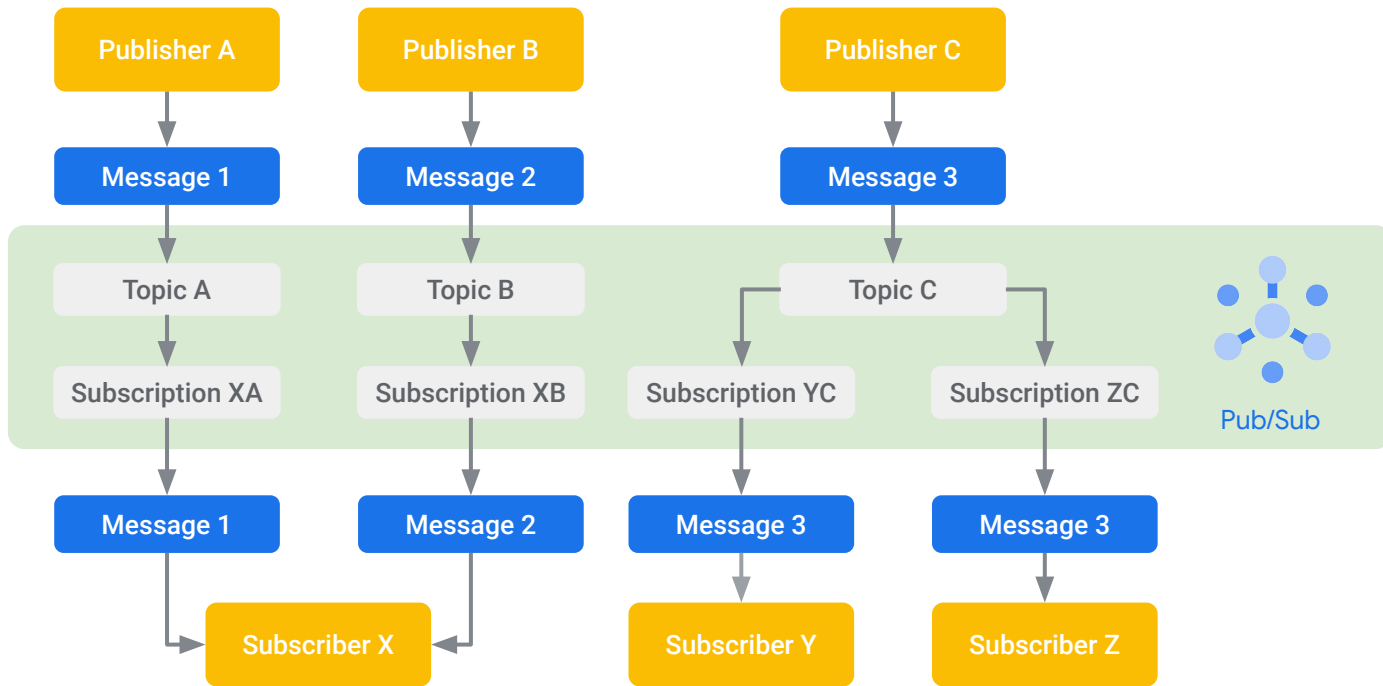 Publisher A
Publisher B
Publisher C
Message 1
Message 2
Message 3
Topic A
Topic B
Topic C
Subscription XA
Subscription XB
Subscription YC
Subscription ZC
Pub/Sub
Message 1
Message 2
Message 3
Message 3
Subscriber X
Subscriber Y
Subscriber Z